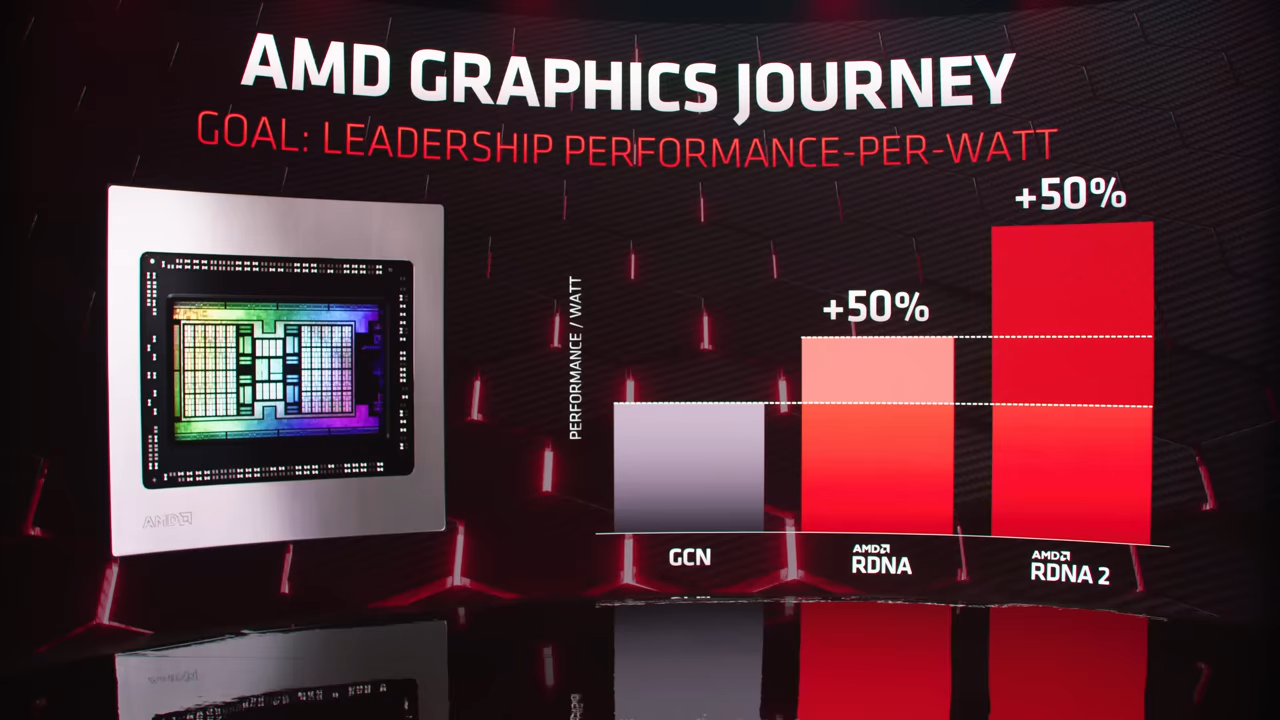 AMD GRAPHICS JOURNEY
GOAL: LEADERSHIP PERFORMANCE-PER-WATT
+50%
+50%
PERFORMANCE / WATT
AMD
GCN
AMD
RDNA
AMD
RDNA 2